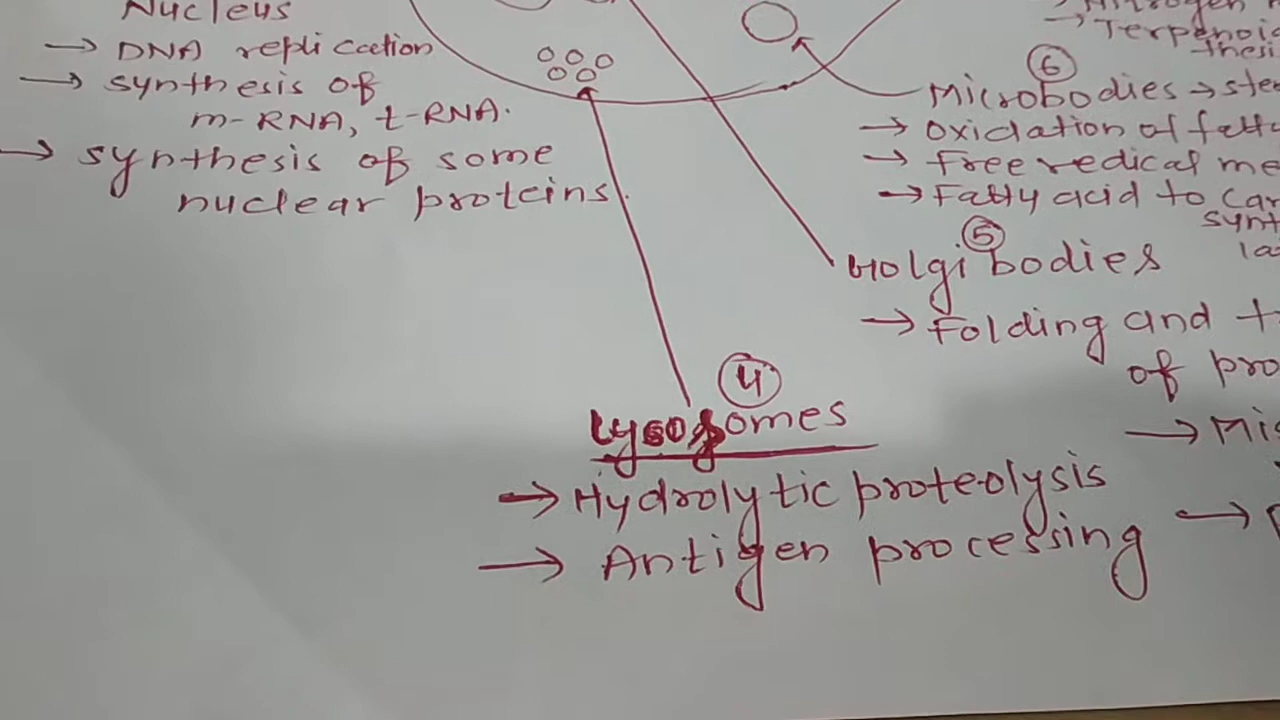 Nucleus
→ DNA replication
→ synthesis of
m-RNA, t-RNA.
→ synthesis of some
nuclear proteins.
④
Lysosomes
→ Hydrolytic proteolysis
→ Antigen processing
⑤
Golgi bodies
→ Folding and
of
→
→
⑥
Microbodies →
→ Oxidation of
→ Free redical
→ Fatty acid to
→